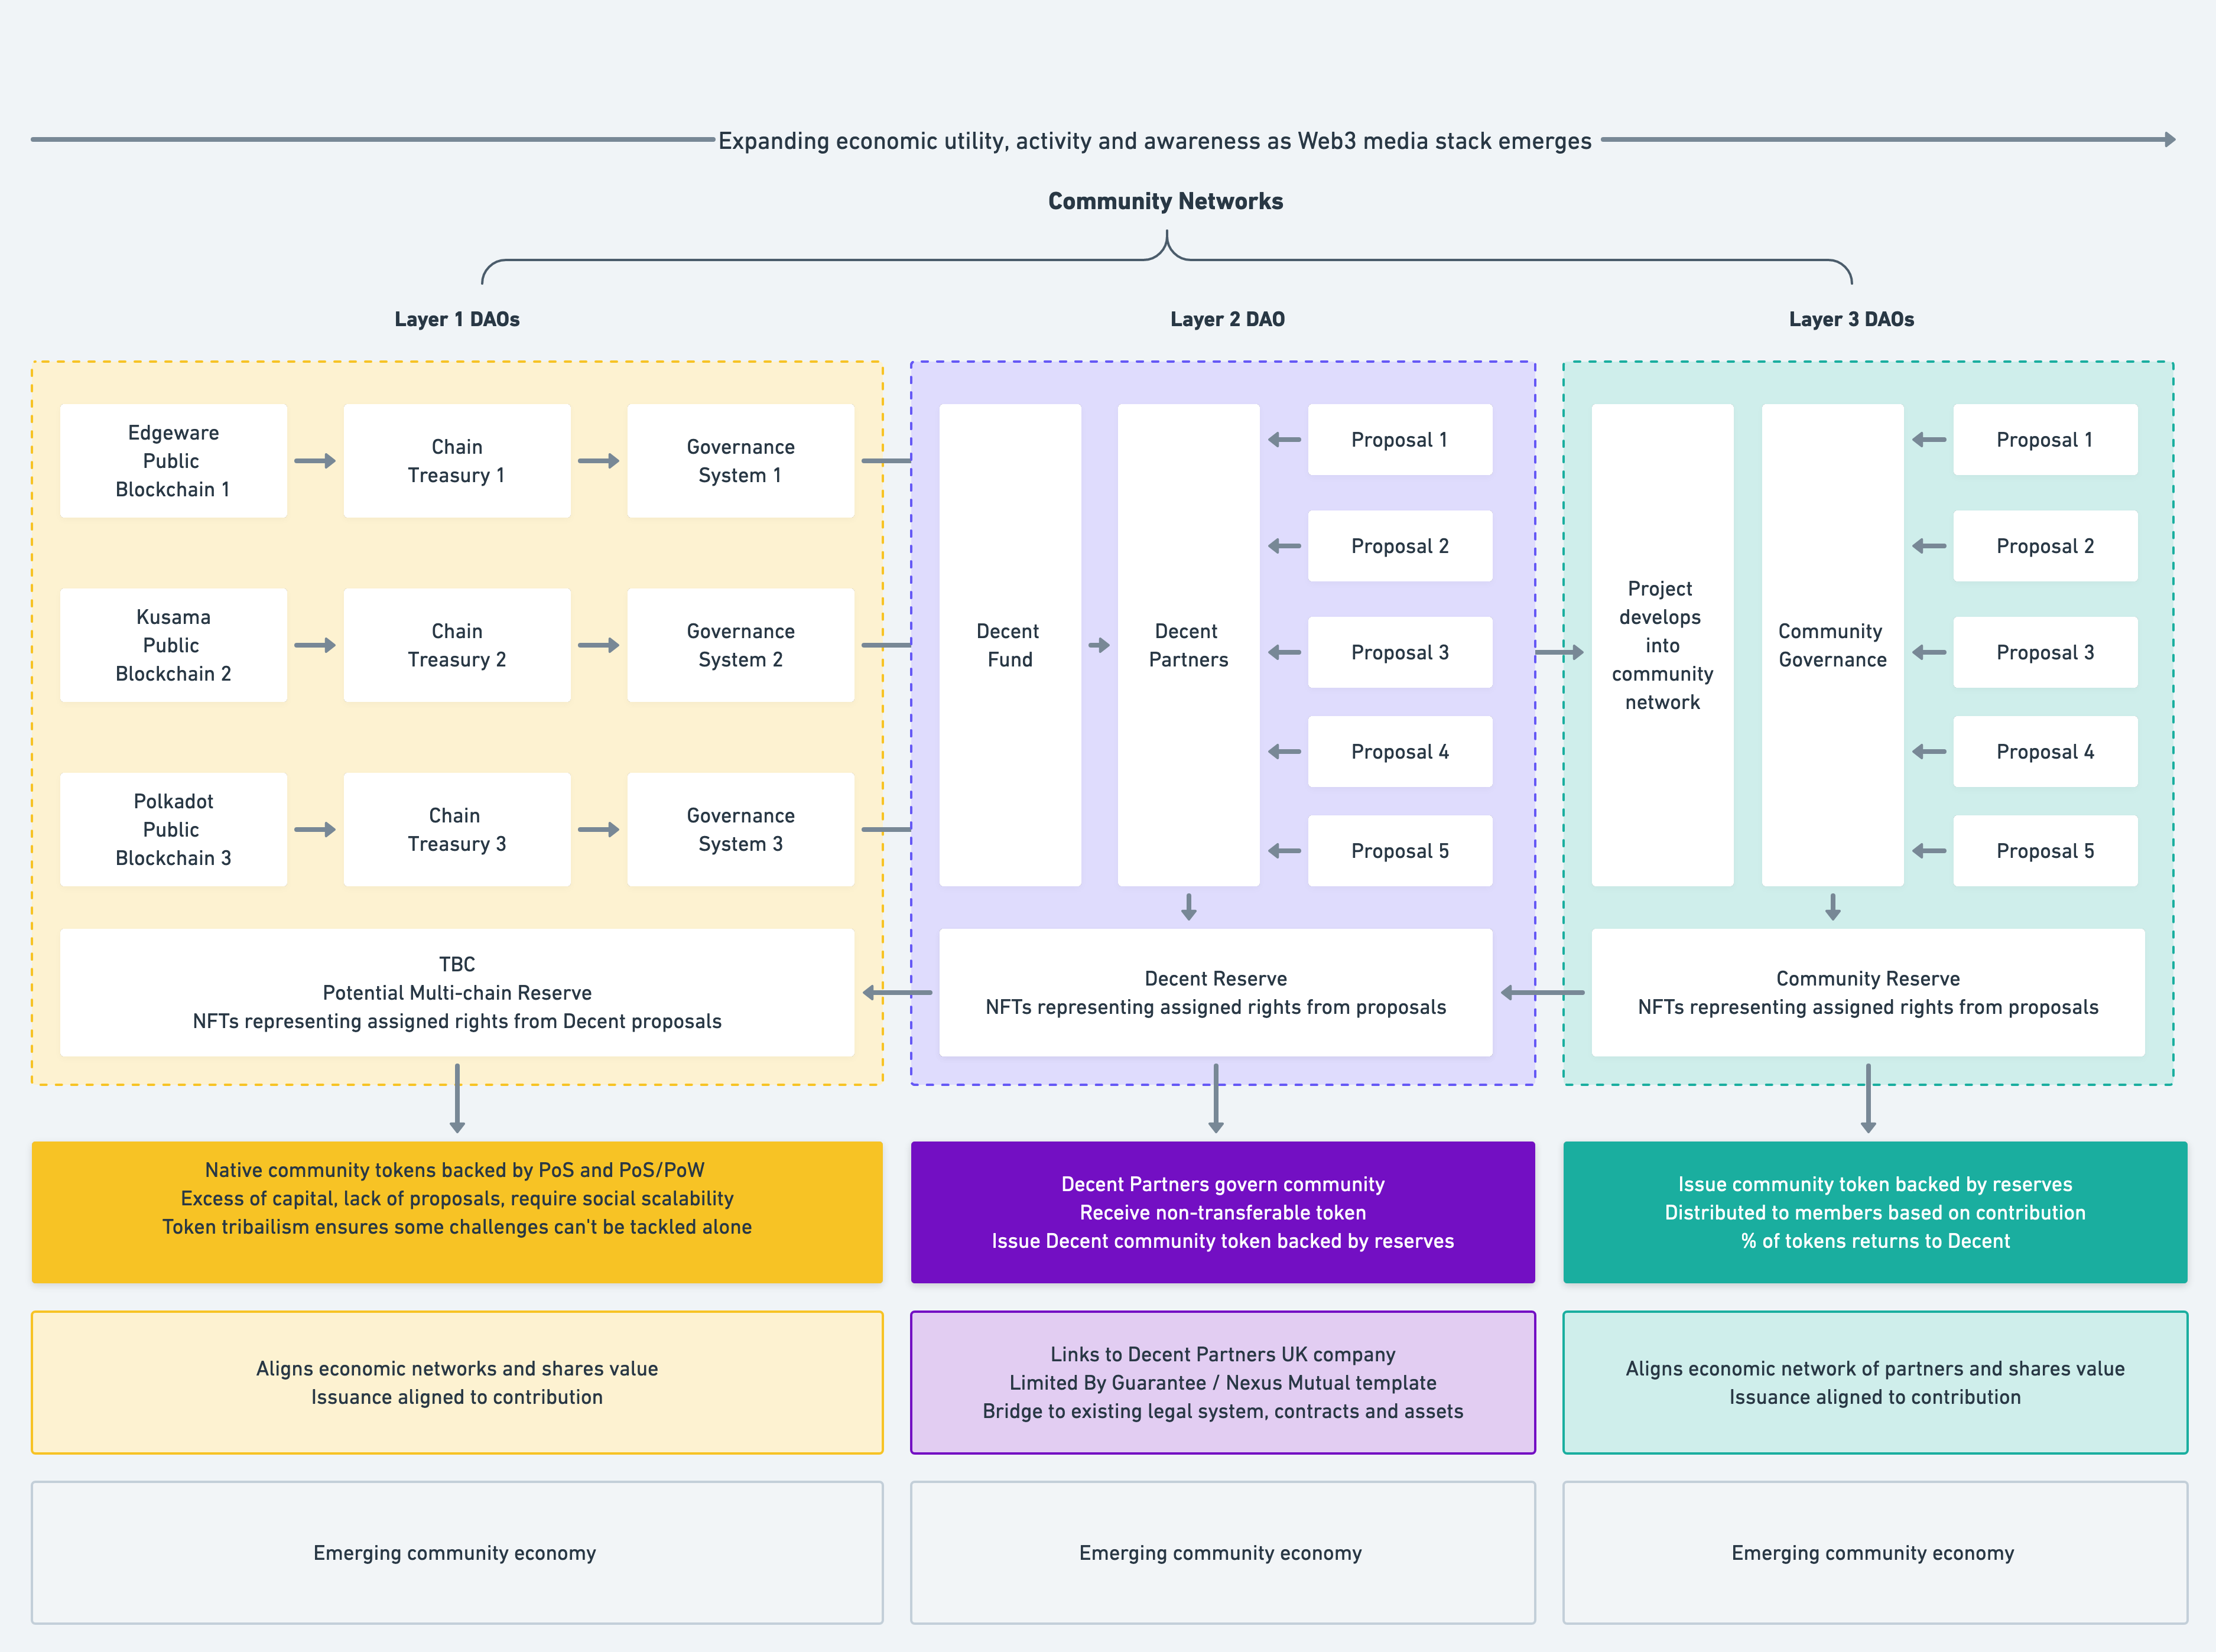 Expanding economic utility, activity and awareness as Web3 media stack emerges
Community Networks
Layer 1 DAOs
Layer 2 DAO
Layer 3 DAOs
Edgeware
Public
Blockchain 1
Chain
Treasury 1
Governance
System 1
Kusama
Public
Blockchain 2
Chain
Treasury 2
Governance
System 2
Polkadot
Public
Blockchain 3
Chain
Treasury 3
Governance
System 3
TBC
Potential Multi-chain Reserve
NFTs representing assigned rights from Decent proposals
Decent
Fund
Decent
Partners
Proposal 1
Proposal 2
Proposal 3
Proposal 4
Proposal 5
Decent Reserve
NFTs representing assigned rights from proposals
Project
develops
into
community
network
Community
Governance
Proposal 1
Proposal 2
Proposal 3
Proposal 4
Proposal 5
Community Reserve
NFTs representing assigned rights from proposals
Native community tokens backed by PoS and PoS/PoW
Excess of capital, lack of proposals, require social scalability
Token tribailism ensures some challenges can't be tackled alone
Decent Partners govern community
Receive non-transferable token
Issue Decent community token backed by reserves
Issue community token backed by reserves
Distributed to members based on contribution
% of tokens returns to Decent
Aligns economic networks and shares value
Issuance aligned to contribution
Links to Decent Partners UK company
Limited By Guarantee / Nexus Mutual template
Bridge to existing legal system, contracts and assets
Aligns economic network of partners and shares value
Issuance aligned to contribution
Emerging community economy
Emerging community economy
Emerging community economy